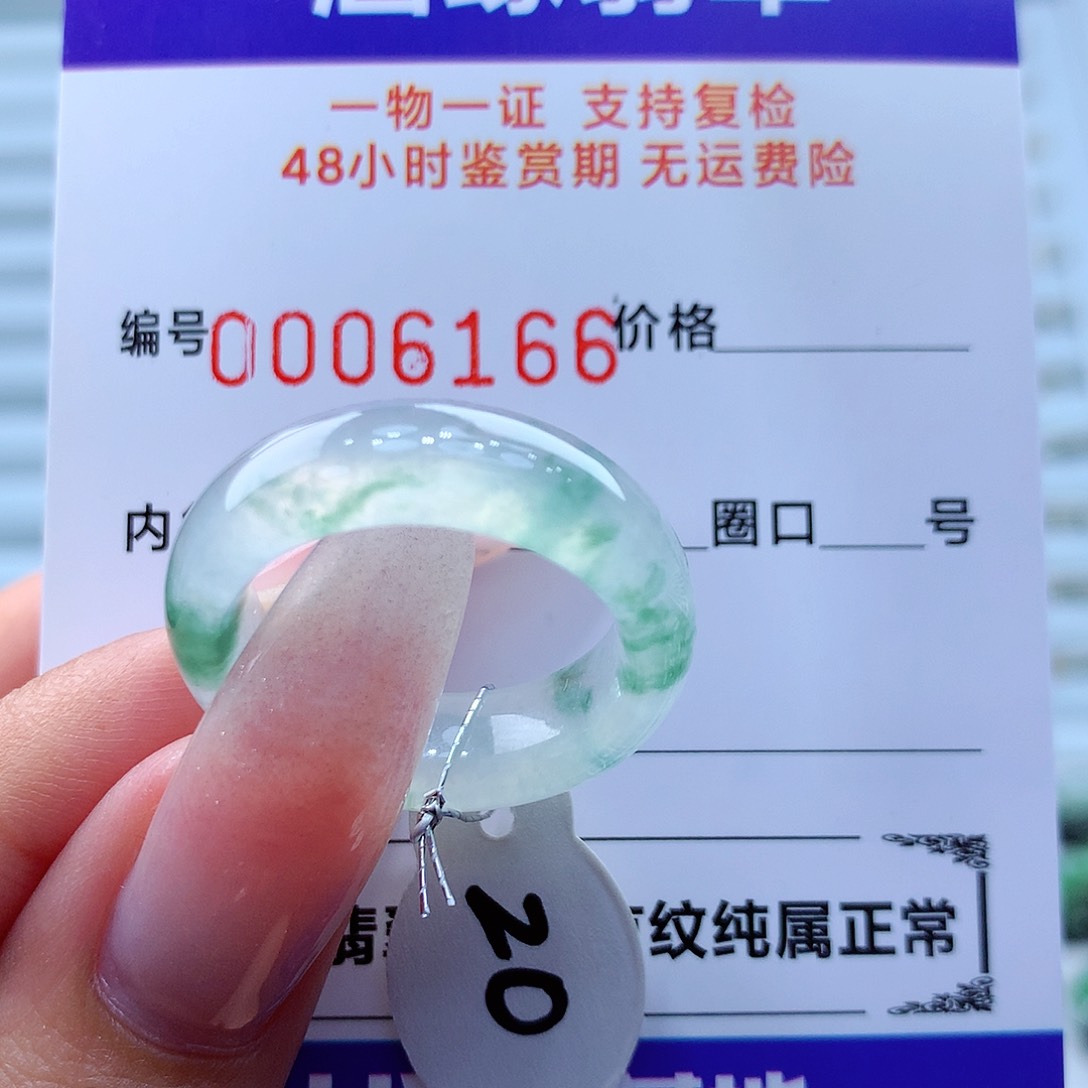 一物一证 支持复检
48小时鉴赏期 无运费险
编号0006166价格
内 圈口 号
纹纯属正常
20